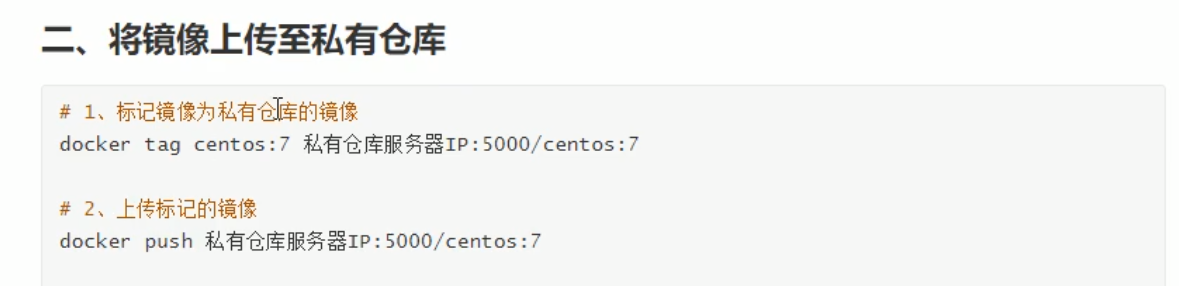 二、将镜像上传至私有仓库
# 1、标记镜像为私有仓库的镜像
docker tag centos:7 私有仓库服务器IP:5000/centos:7
# 2、上传标记的镜像
docker push 私有仓库服务器IP:5000/centos:7